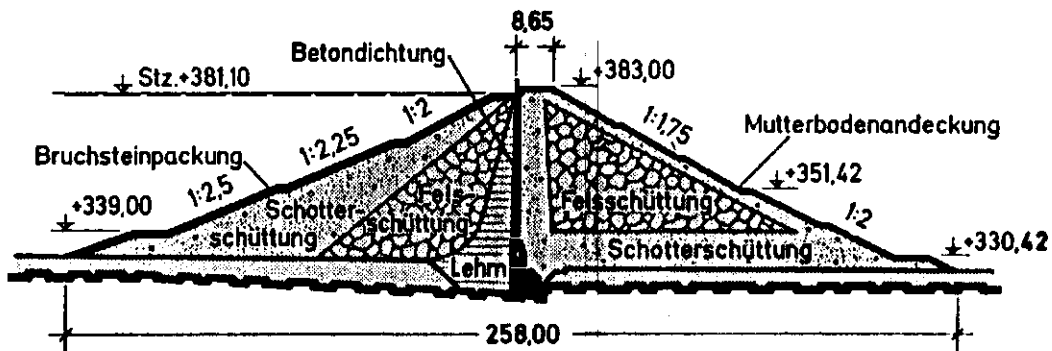 8,65
Betondichtung
Stz.+381,10
+383,00
1:2
1:1,75
1:2,25
Mutterbodenandeckung
Bruchsteinpackung
1:2,5
+351,42
+339,00
Fels-
schüttung
Felsschüttung
1:2
Schotter-
schüttung
Schotterschüttung
+330,42
Lehm
258,00